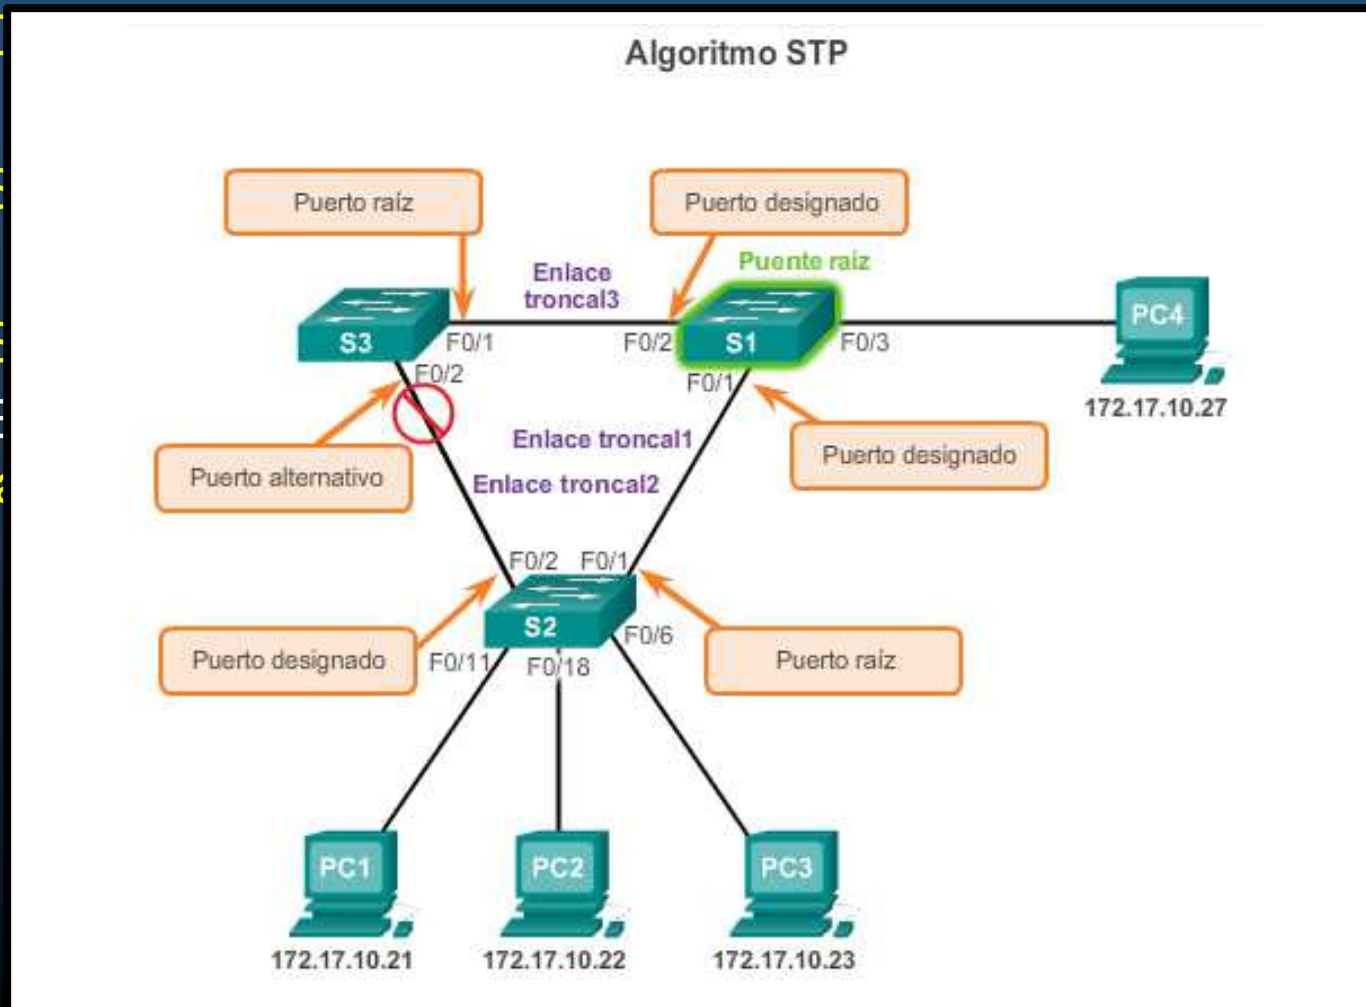 Algoritmo STP
Puerto raíz
Puerto designado
Puente raíz
Enlace
troncal3
S3
F0/1
F0/2
S1
F0/3
PC4
F0/2
F0/1
172.17.10.27
Enlace troncal1
Puerto designado
Puerto alternativo
Enlace troncal2
F0/2
F0/1
S2
F0/6
Puerto designado
F0/11
F0/18
Puerto raíz
PC1
PC2
PC3
172.17.10.21
172.17.10.22
172.17.10.23